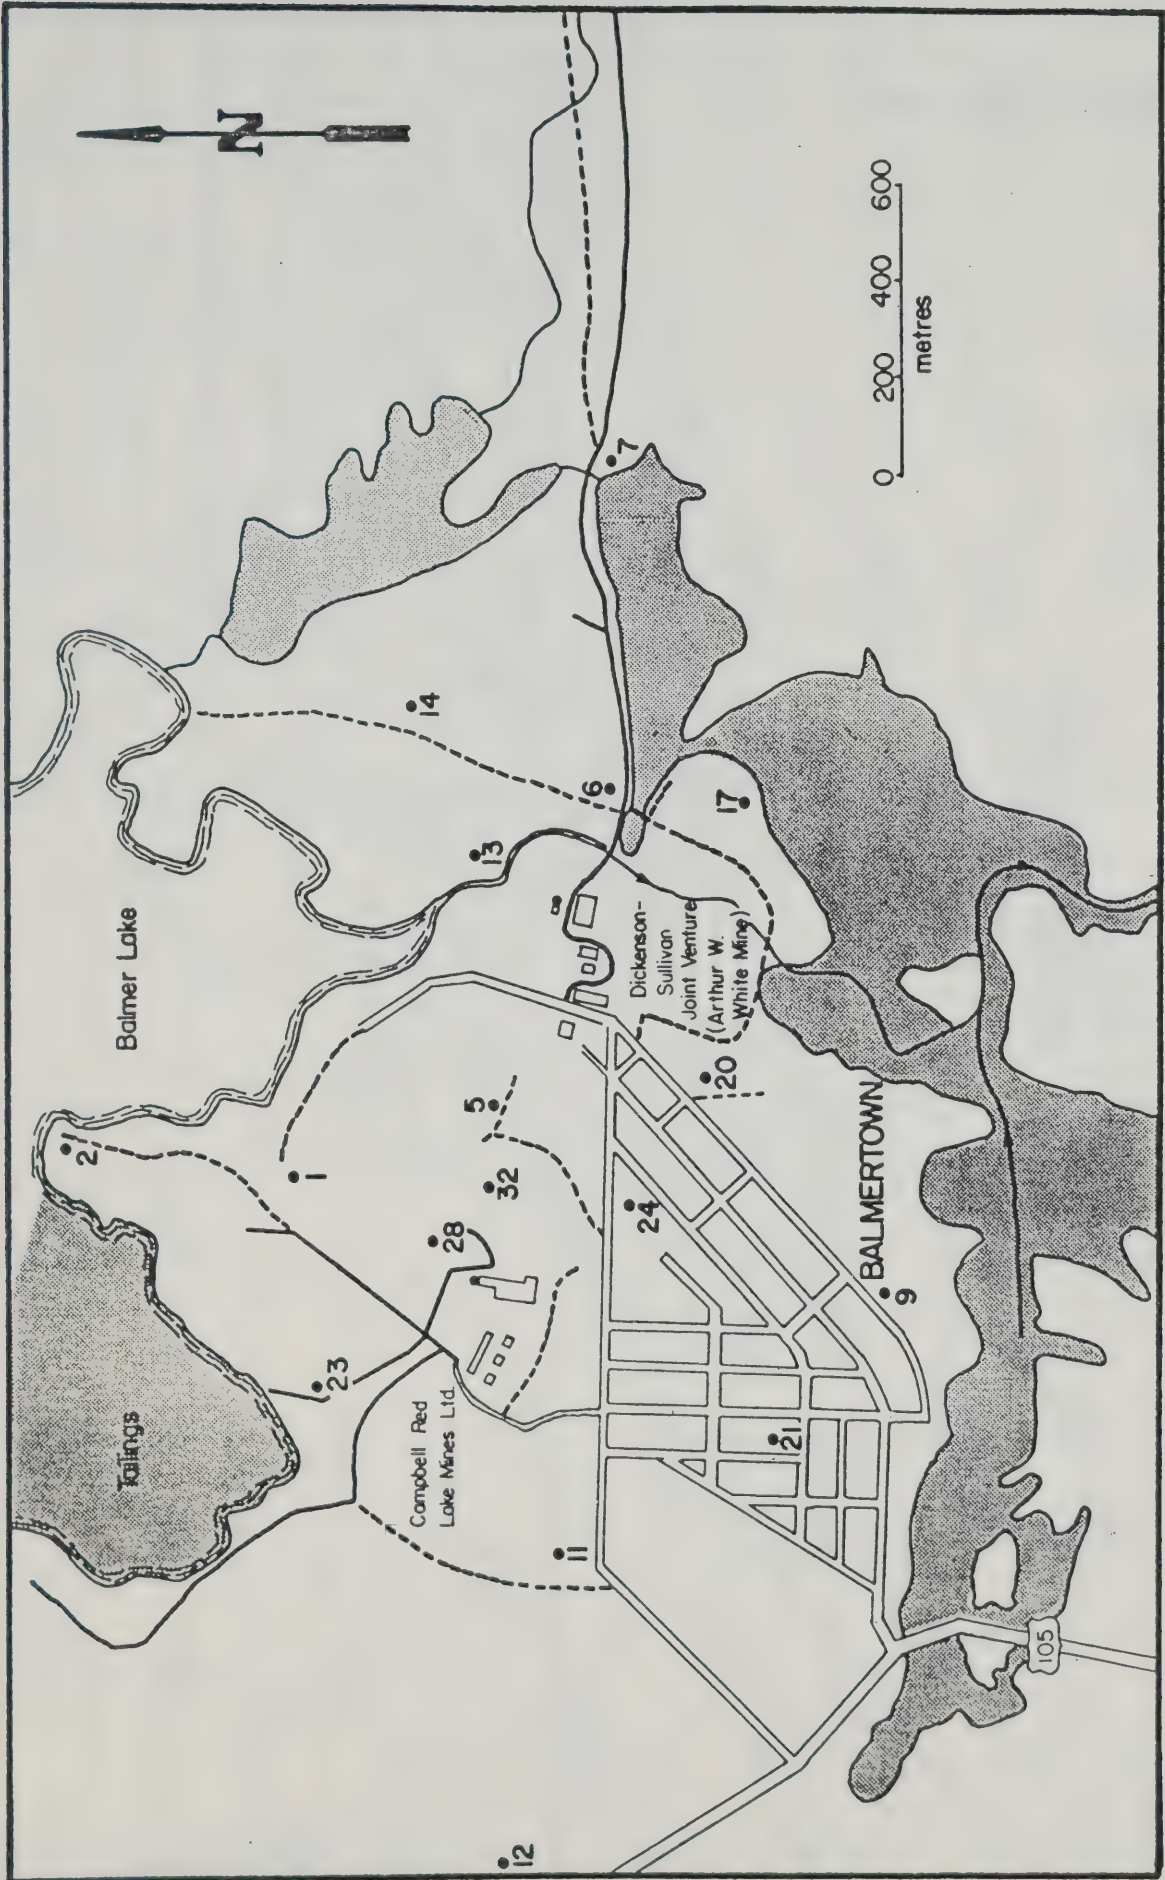 N
Balmer Lake
Tailings
2
1
23
28
5
32
13
14
6
7
17
20
24
21
9
11
12
Campbell Red
Lake Mines Ltd.
Dickenson-
Sullivan
Joint Venture
(Arthur W.
White Mine)
BALMERTOWN
105
0 200 400 600
metres